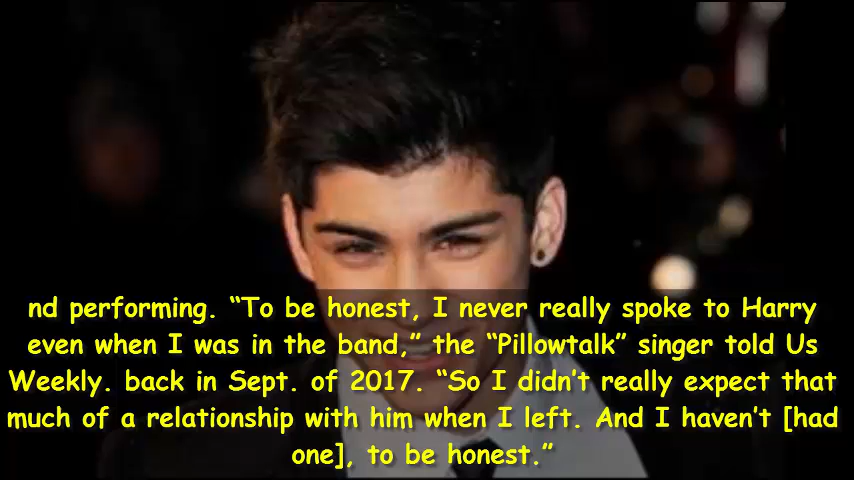 nd performing. “To be honest, I never really spoke to Harry
even when I was in the band,” the “Pillowtalk” singer told Us
Weekly. back in Sept. of 2017. “So I didn’t really expect that
much of a relationship with him when I left. And I haven’t [had
one], to be honest.”